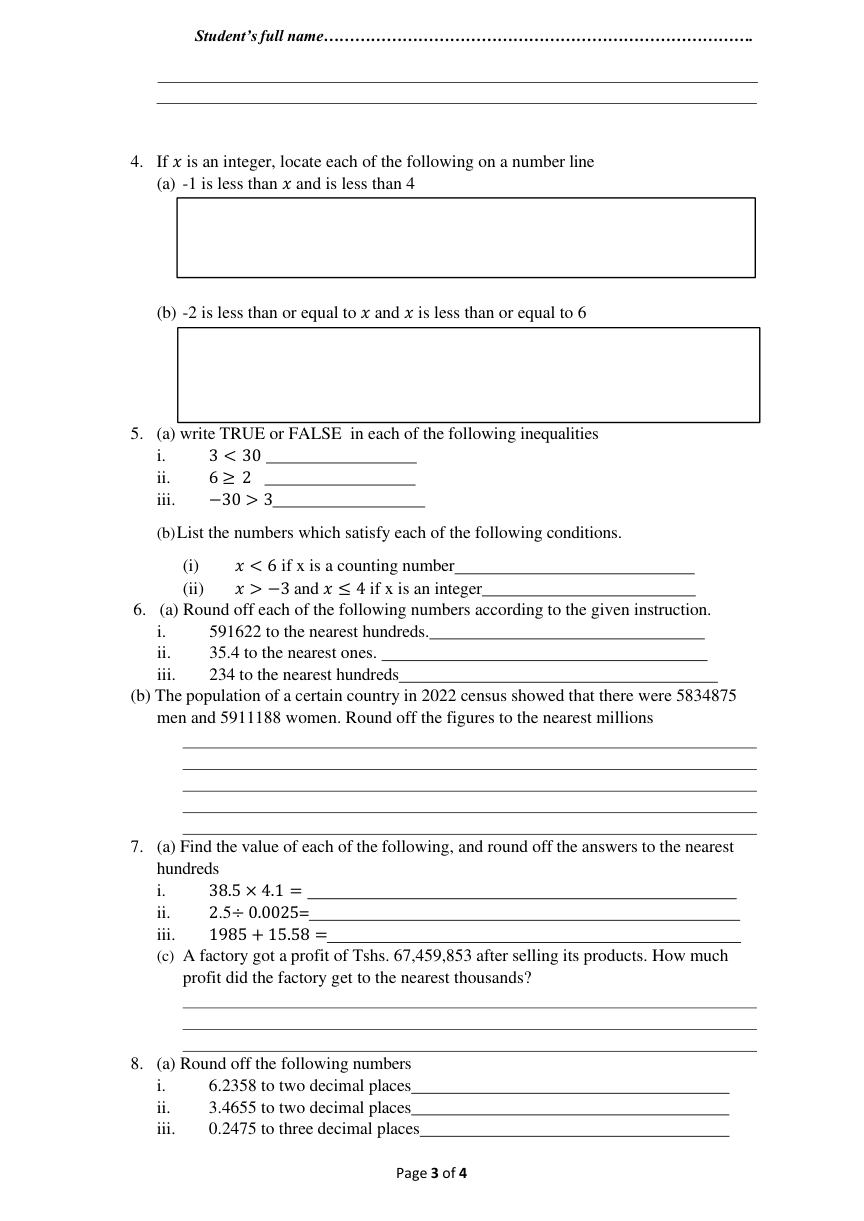 Student's full name………………………………………………………………………..
4. If 𝑥 is an integer, locate each of the following on a number line
(a) -1 is less than 𝑥 and is less than 4
(b) -2 is less than or equal to 𝑥 and 𝑥 is less than or equal to 6
5. (a) write TRUE or FALSE in each of the following inequalities
i. 3 < 30 __________________
ii. 6 ≥ 2 __________________
iii. −30 > 3__________________
(b)List the numbers which satisfy each of the following conditions.
(i) 𝑥 < 6 if x is a counting number____________________________
(ii) 𝑥 > −3 and 𝑥 ≤ 4 if x is an integer_________________________
6. (a) Round off each of the following numbers according to the given instruction.
i. 591622 to the nearest hundreds.________________________________
ii. 35.4 to the nearest ones. ______________________________________
iii. 234 to the nearest hundreds_____________________________________
(b) The population of a certain country in 2022 census showed that there were 5834875
men and 5911188 women. Round off the figures to the nearest millions
7. (a) Find the value of each of the following, and round off the answers to the nearest
hundreds
i. 38.5 × 4.1 = __________________________________________________
ii. 2.5÷ 0.0025=__________________________________________________
iii. 1985 + 15.58 =________________________________________________
(c) A factory got a profit of Tshs. 67,459,853 after selling its products. How much
profit did the factory get to the nearest thousands?
8. (a) Round off the following numbers
i. 6.2358 to two decimal places_____________________________________
ii. 3.4655 to two decimal places_____________________________________
iii. 0.2475 to three decimal places____________________________________
Page 3 of 4